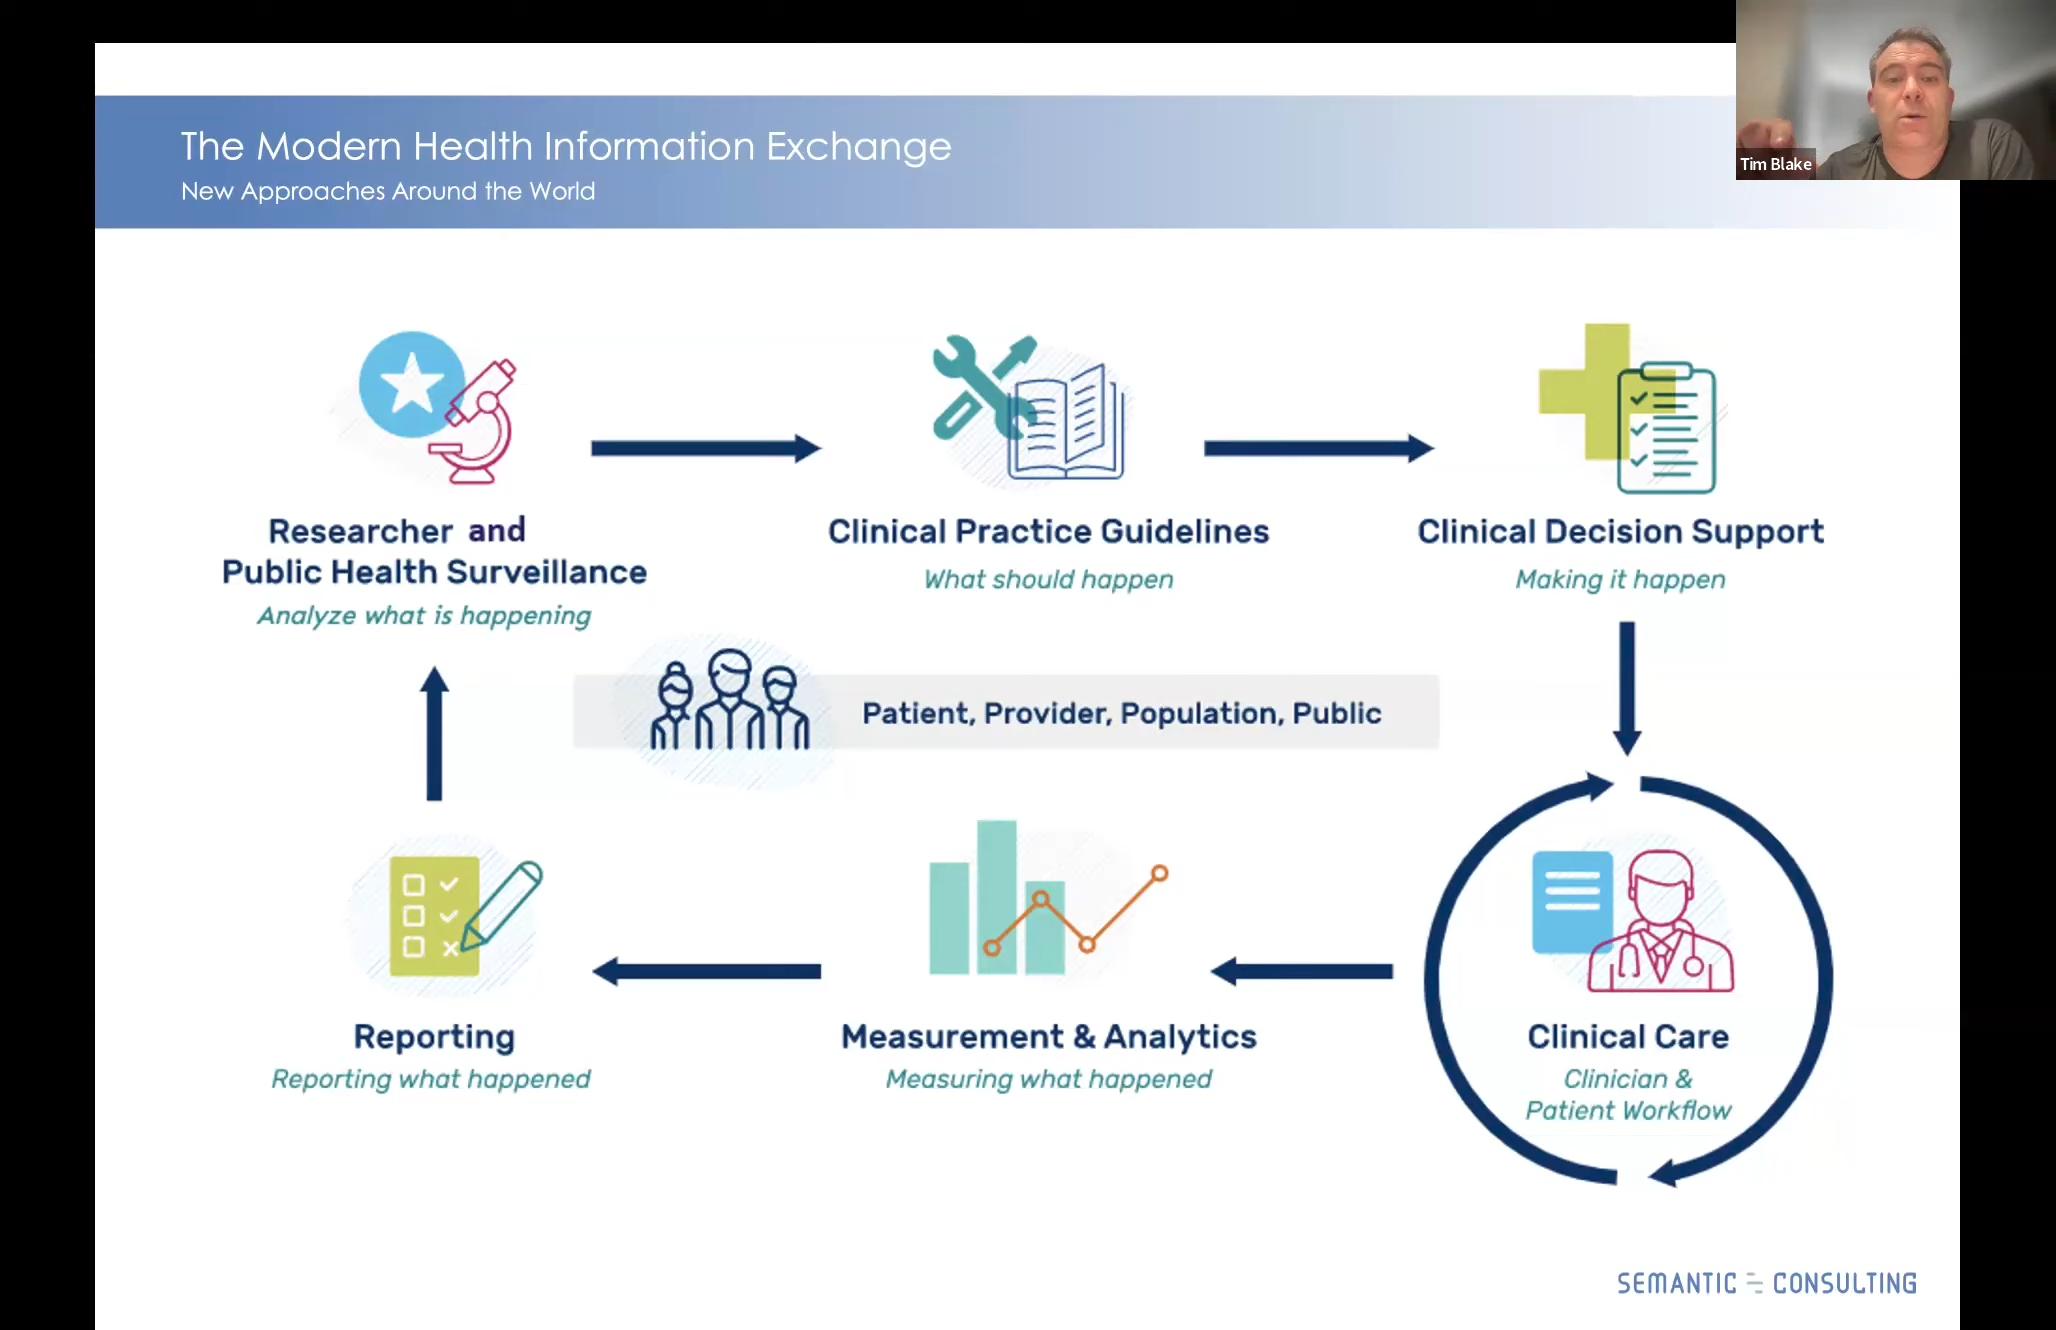 The Modern Health Information Exchange
New Approaches Around the World
Tim Blake
Researcher and
Public Health Surveillance
Analyze what is happening
Clinical Practice Guidelines
What should happen
Clinical Decision Support
Making it happen
Patient, Provider, Population, Public
Reporting
Reporting what happened
Measurement & Analytics
Measuring what happened
Clinical Care
Clinician &
Patient Workflow
SEMANTIC CONSULTING